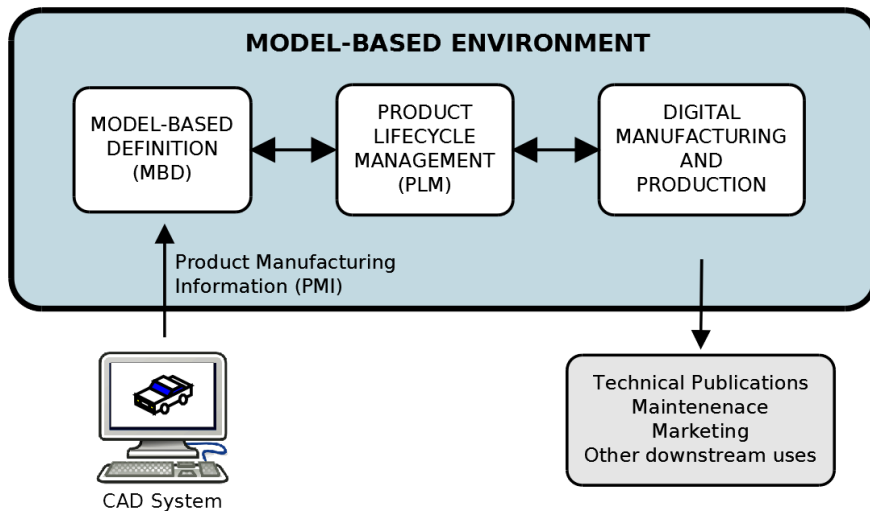 MODEL-BASED ENVIRONMENT
MODEL-BASED
DEFINITION
(MBD)
PRODUCT
LIFECYCLE
MANAGEMENT
(PLM)
DIGITAL
MANUFACTURING
AND
PRODUCTION
Product Manufacturing
Information (PMI)
CAD System
Technical Publications
Maintenenace
Marketing
Other downstream uses